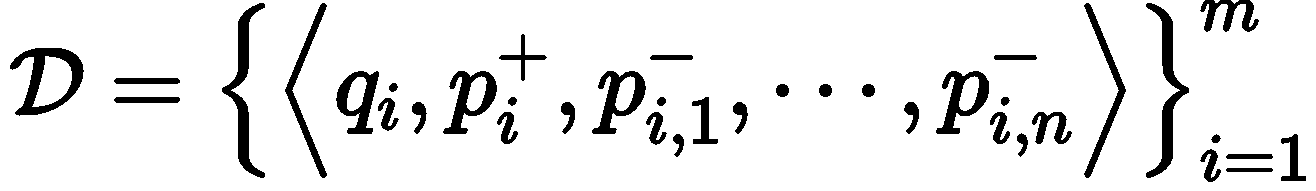 𝒟 = { ⟨ q_i, p_i^+, p_{i,1}^-, ⋯, p_{i,n}^- ⟩ }_{i=1}^m